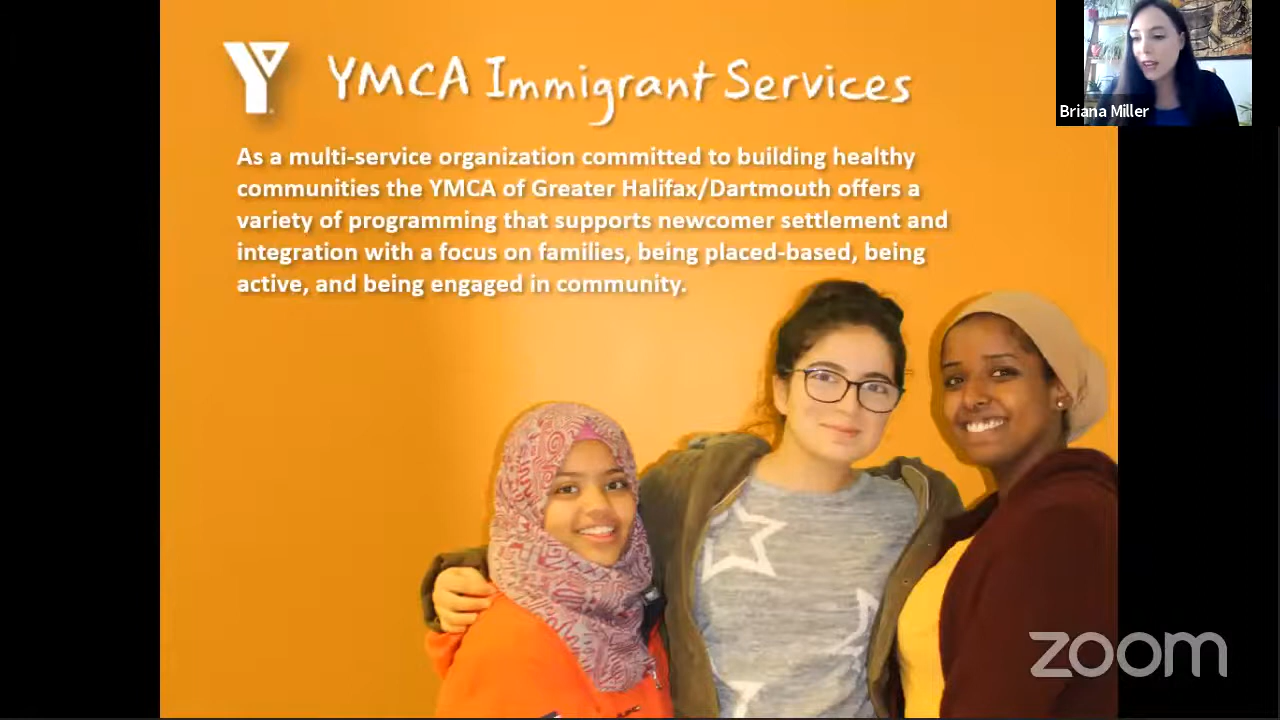 YMCA Immigrant Services
As a multi-service organization committed to building healthy
communities the YMCA of Greater Halifax/Dartmouth offers a
variety of programming that supports newcomer settlement and
integration with a focus on families, being placed-based, being
active, and being engaged in community.
Briana Miller
zoom